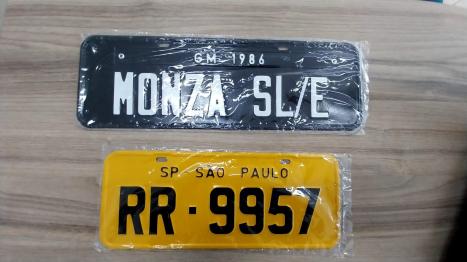 GM - 1986
MONZA SL/E
SP SAO PAULO
RR·9957